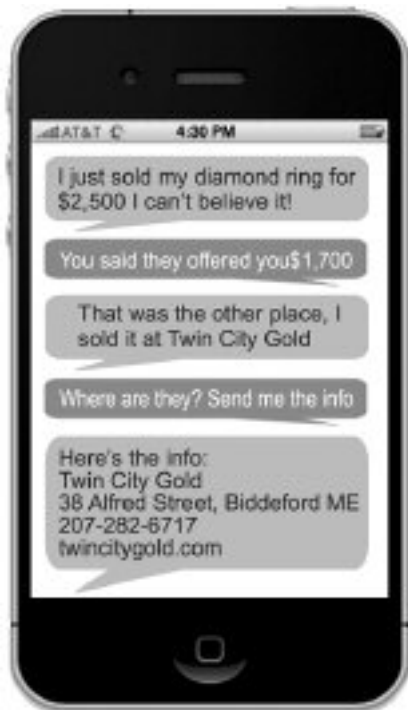 AT&T 4:30 PM
I just sold my diamond ring for
$2,500 I can't believe it!
You said they offered you$1,700
That was the other place, I
sold it at Twin City Gold
Where are they? Send me the info
Here's the info:
Twin City Gold
38 Alfred Street, Biddeford ME
207-282-6717
twincitygold.com